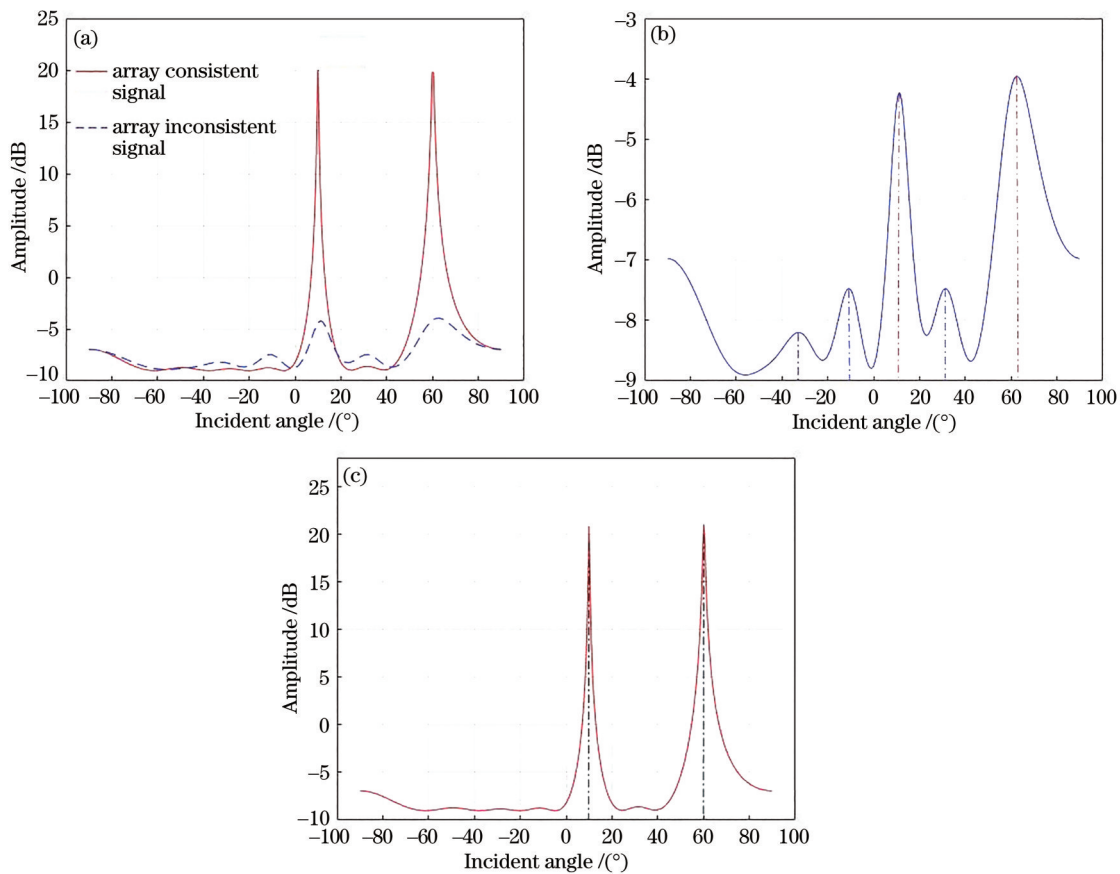 (a)
25
20
15
10
5
0
−5
−10
Amplitude /dB
array consistent
signal
array inconsistent
signal
−100 −80 −60 −40 −20 0 20 40 60 80 100
Incident angle /(°)
(b)
−3
−4
−5
−6
−7
−8
−9
Amplitude /dB
−100 −80 −60 −40 −20 0 20 40 60 80 100
Incident angle /(°)
(c)
25
20
15
10
5
0
−5
−10
Amplitude /dB
−100 −80 −60 −40 −20 0 20 40 60 80 100
Incident angle /(°)